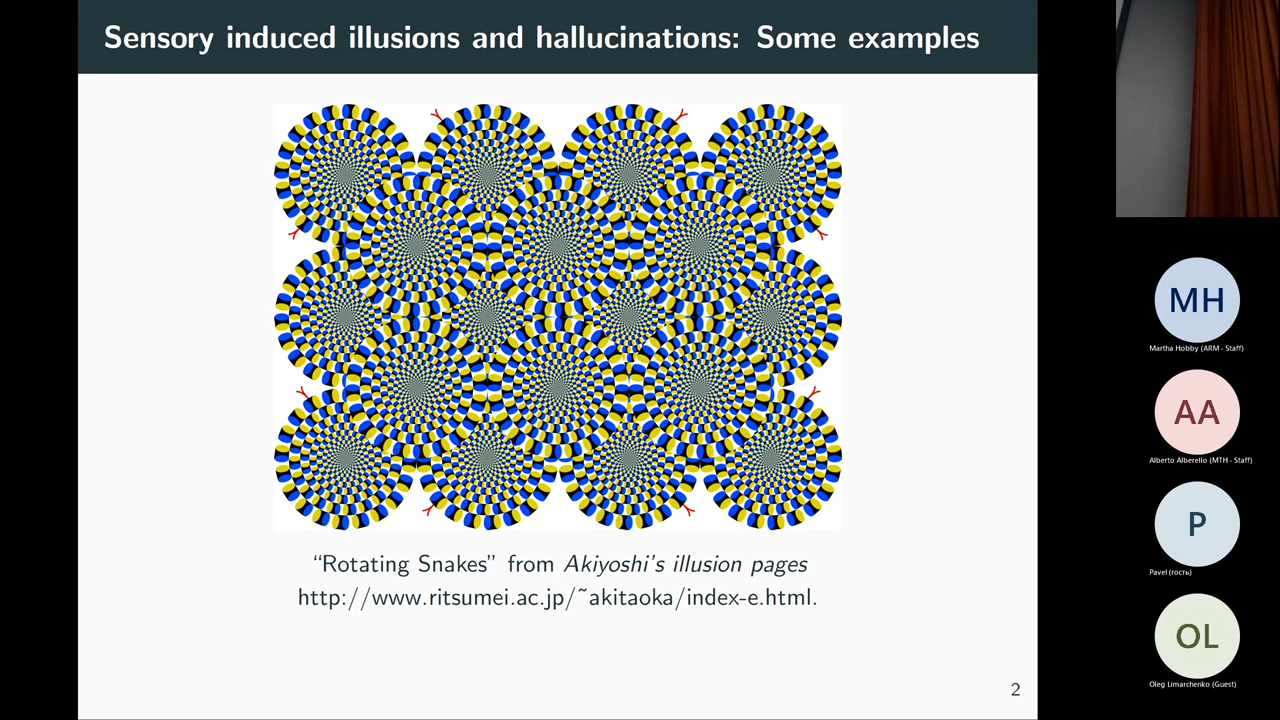 Sensory induced illusions and hallucinations: Some examples
“Rotating Snakes” from Akiyoshi’s illusion pages
http://www.ritsumei.ac.jp/~akitaoka/index-e.html.
2
MH
Martha Hobby (ARM - Staff)
AA
Alberto Alberello (MTH - Staff)
P
Pavel (гость)
OL
Oleg Limarchenko (Guest)